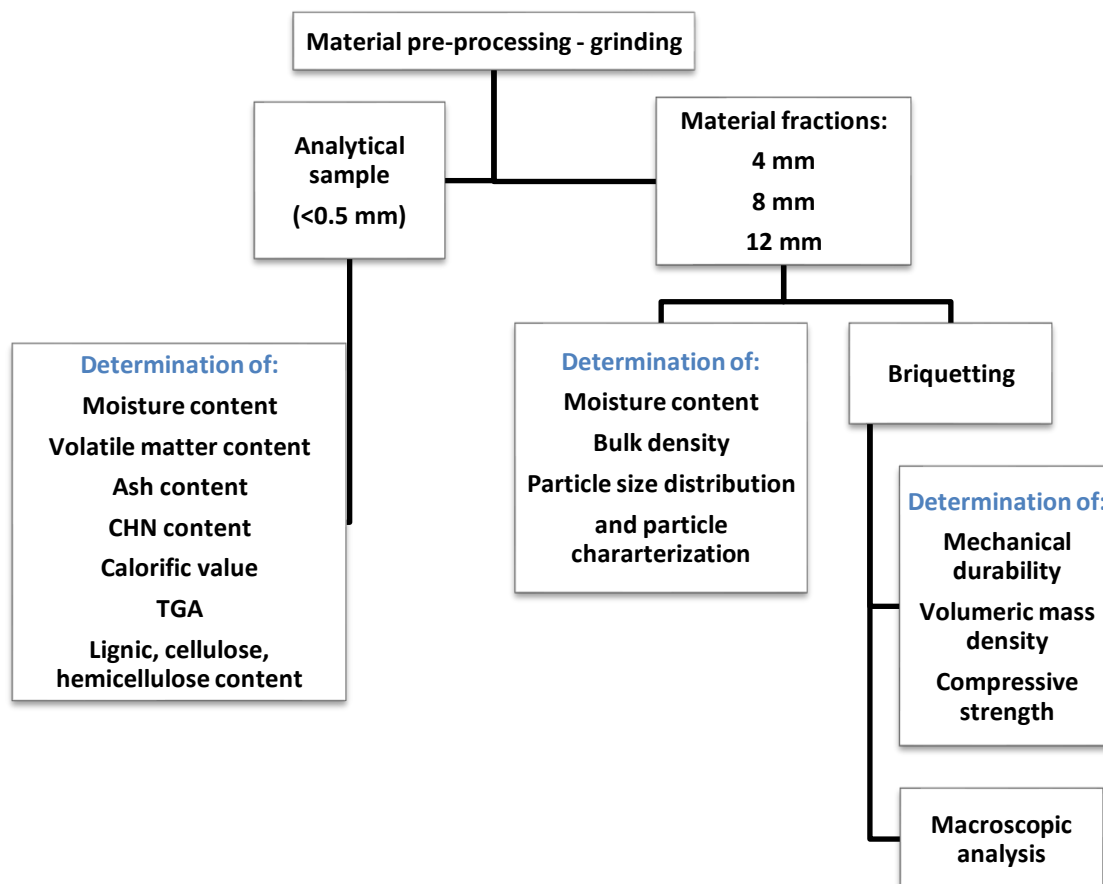 Material pre-processing - grinding
Analytical
sample
(<0.5 mm)
Material fractions:
4 mm
8 mm
12 mm
Determination of:
Moisture content
Volatile matter content
Ash content
CHN content
Calorific value
TGA
Lignic, cellulose,
hemicellulose content
Determination of:
Moisture content
Bulk density
Particle size distribution
and particle
chararterization
Briquetting
Determination of:
Mechanical
durability
Volumeric mass
density
Compressive
strength
Macroscopic
analysis